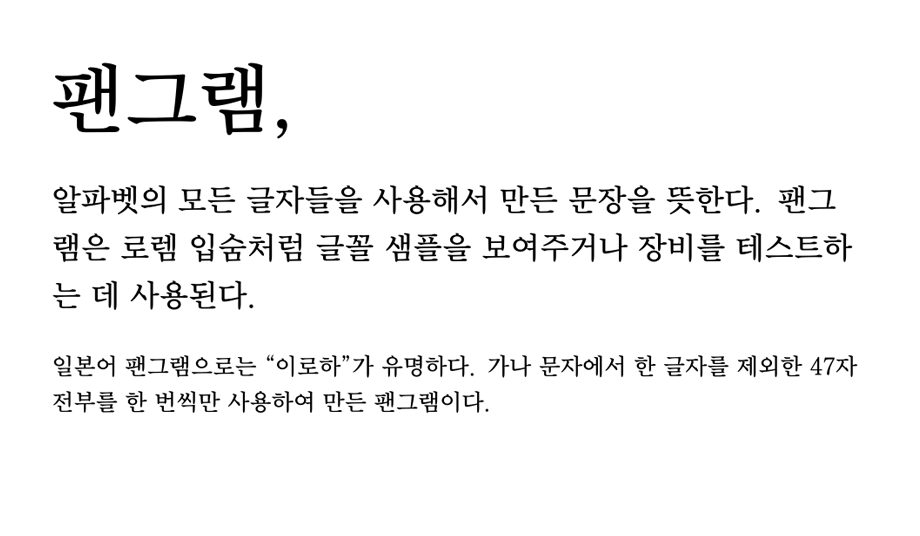 팬그램,
알파벳의 모든 글자들을 사용해서 만든 문장을 뜻한다. 팬그
램은 로렘 입숨처럼 글꼴 샘플을 보여주거나 장비를 테스트하
는 데 사용된다.
일본어 팬그램으로는 “이로하”가 유명하다. 가나 문자에서 한 글자를 제외한 47자
전부를 한 번씩만 사용하여 만든 팬그램이다.